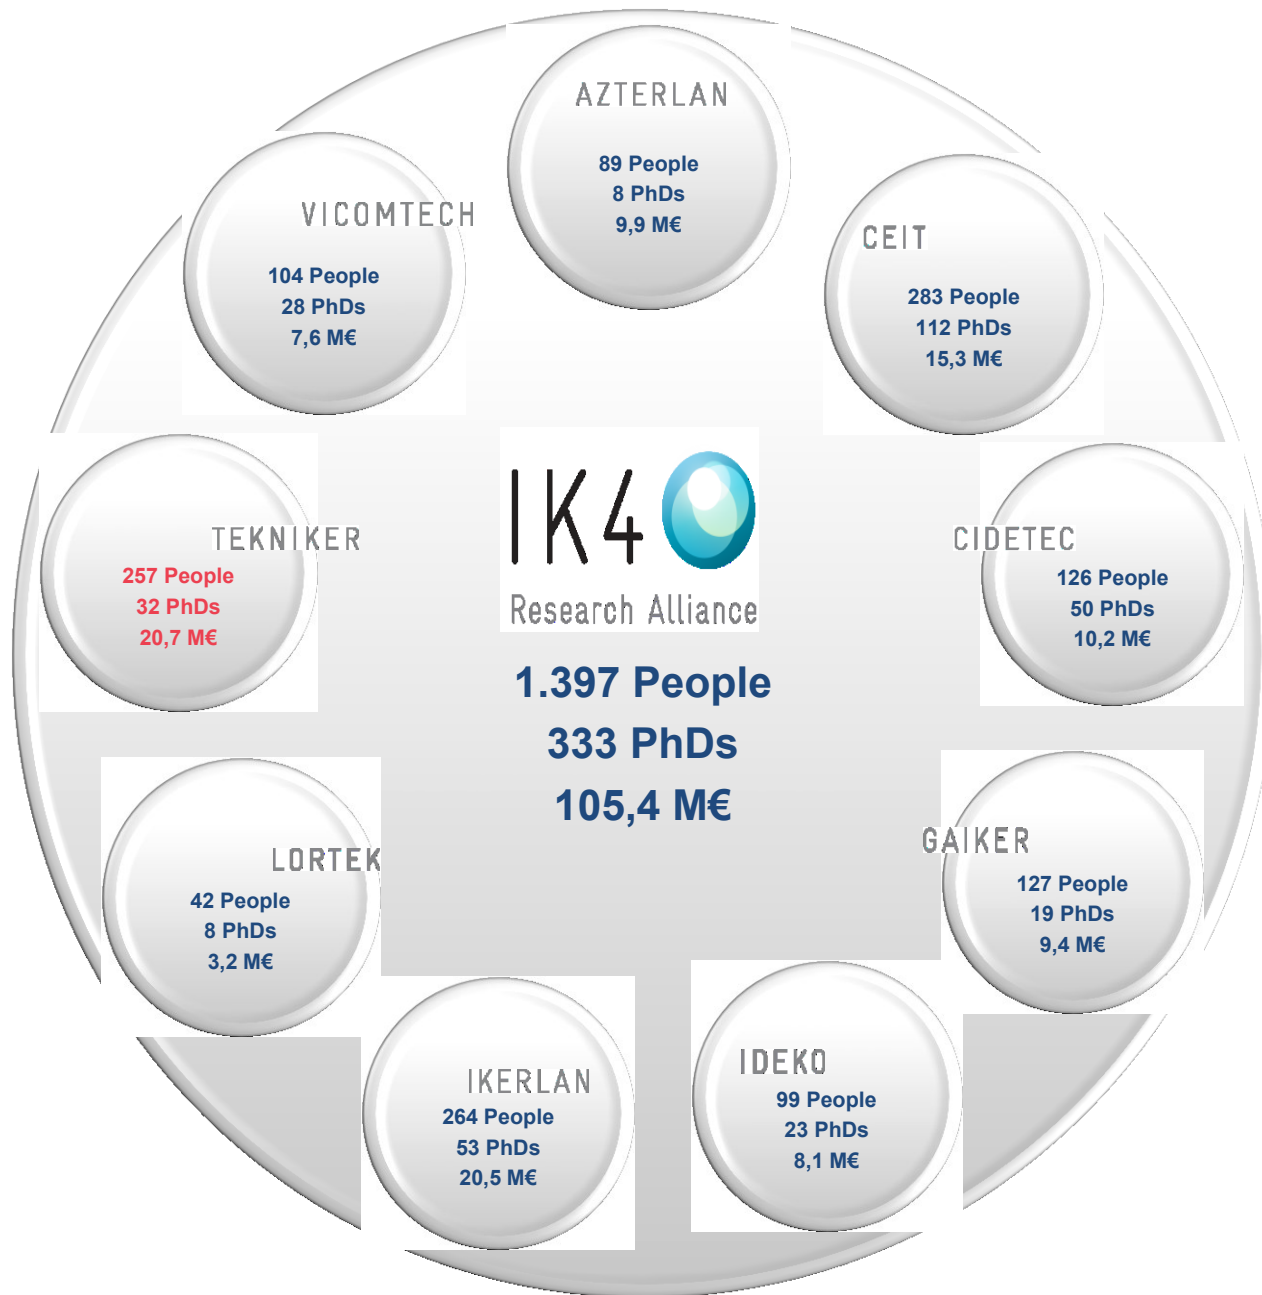 AZTERLAN
89 People
8 PhDs
9,9 M€
VICOMTECH
104 People
28 PhDs
7,6 M€
CEIT
283 People
112 PhDs
15,3 M€
TEKNIKER
257 People
32 PhDs
20,7 M€
IK4
Research Alliance
1.397 People
333 PhDs
105,4 M€
CIDETEC
126 People
50 PhDs
10,2 M€
LORTEK
42 People
8 PhDs
3,2 M€
GAIKER
127 People
19 PhDs
9,4 M€
IKERLAN
264 People
53 PhDs
20,5 M€
IDEKO
99 People
23 PhDs
8,1 M€